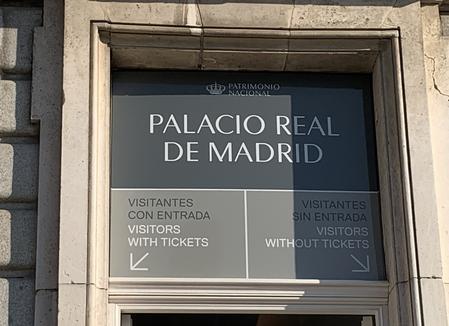 PATRIMONIO
NACIONAL
PALACIO REAL
DE MADRID
VISITANTES
CON ENTRADA
VISITORS
WITH TICKETS
VISITANTES
SIN ENTRADA
VISITORS
WITHOUT TICKETS